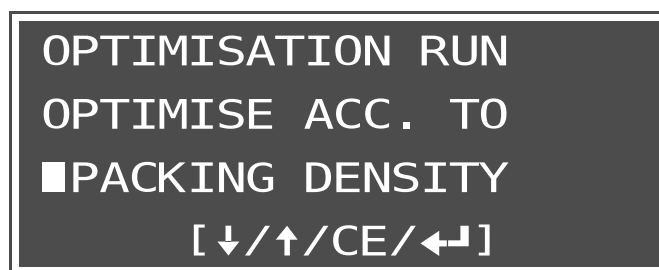 OPTIMISATION RUN
OPTIMISE ACC. TO
■PACKING DENSITY
[↓/↑/CE/↵]